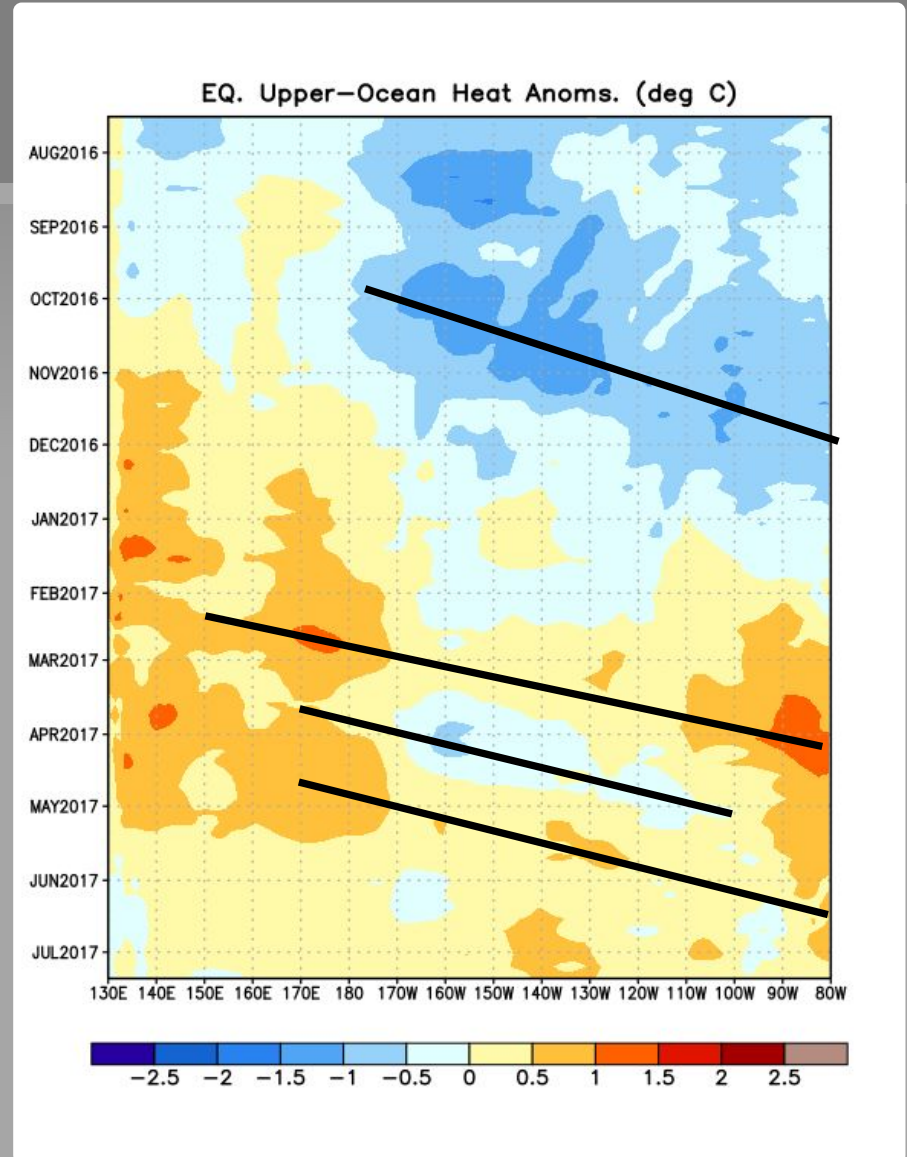 EQ. Upper-Ocean Heat Anoms. (deg C)
AUG2016
SEP2016
OCT2016
NOV2016
DEC2016
JAN2017
FEB2017
MAR2017
APR2017
MAY2017
JUN2017
JUL2017
130E 140E 150E 160E 170E 180 170W 160W 150W 140W 130W 120W 110W 100W 90W 80W
−2.5 −2 −1.5 −1 −0.5 0 0.5 1 1.5 2 2.5